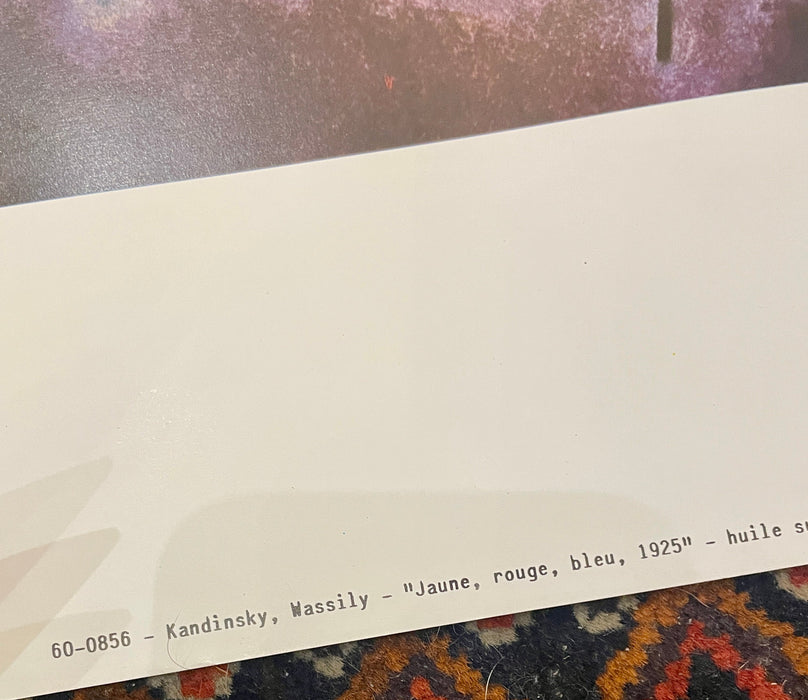 60-0856 - Kandinsky, Wassily - "Jaune, rouge, bleu, 1925" - huile